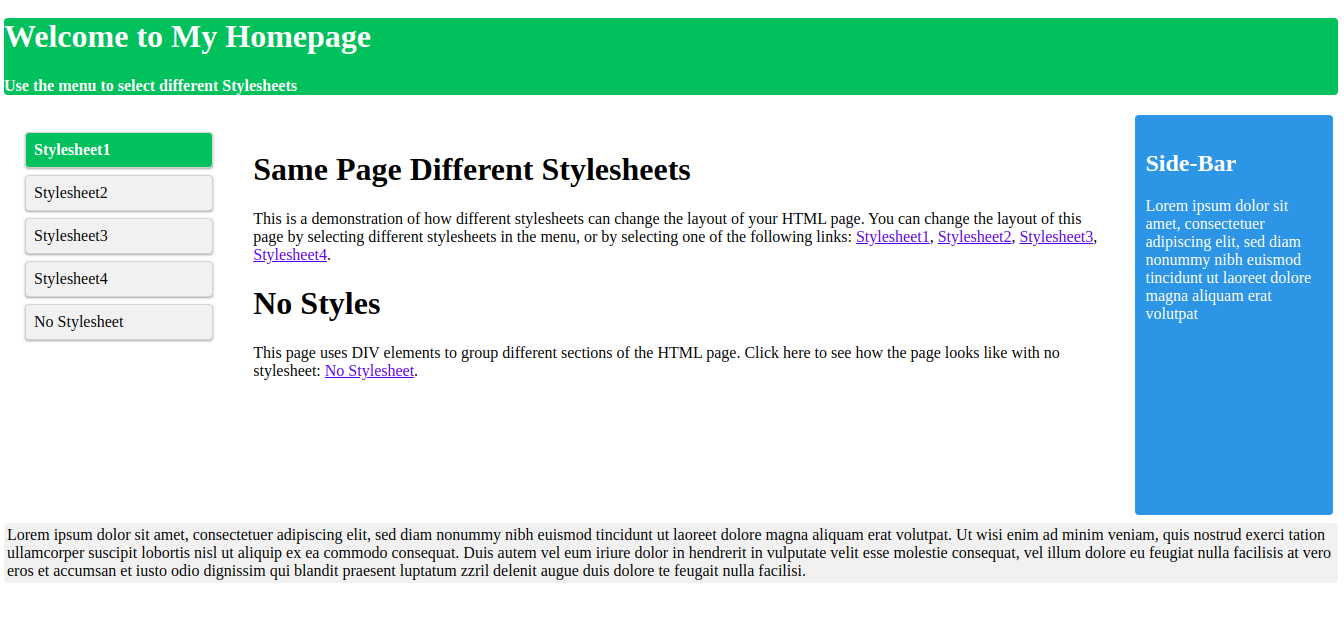 Welcome to My Homepage
Use the menu to select different Stylesheets
Stylesheet1
Stylesheet2
Stylesheet3
Stylesheet4
No Stylesheet
Same Page Different Stylesheets
This is a demonstration of how different stylesheets can change the layout of your HTML page. You can change the layout of this
page by selecting different stylesheets in the menu, or by selecting one of the following links: Stylesheet1, Stylesheet2, Stylesheet3,
Stylesheet4.
No Styles
This page uses DIV elements to group different sections of the HTML page. Click here to see how the page looks like with no
stylesheet: No Stylesheet.
Side-Bar
Lorem ipsum dolor sit
amet, consectetuer
adipiscing elit, sed diam
nonummy nibh euismod
tincidunt ut laoreet dolore
magna aliquam erat
volutpat
Lorem ipsum dolor sit amet, consectetuer adipiscing elit, sed diam nonummy nibh euismod tincidunt ut laoreet dolore magna aliquam erat volutpat. Ut wisi enim ad minim veniam, quis nostrud exerci tation
ullamcorper suscipit lobortis nisl ut aliquip ex ea commodo consequat. Duis autem vel eum iriure dolor in hendrerit in vulputate velit esse molestie consequat, vel illum dolore eu feugiat nulla facilisis at vero
eros et accumsan et iusto odio dignissim qui blandit praesent luptatum zzril delenit augue duis dolore te feugait nulla facilisi.